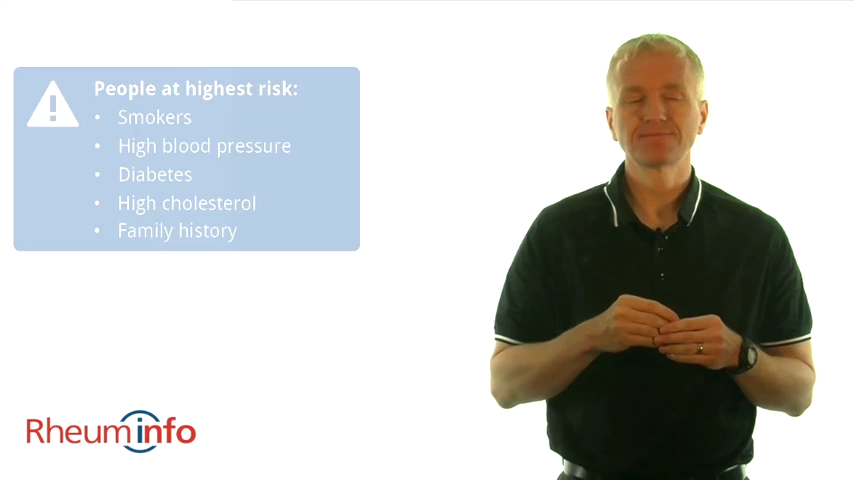 People at highest risk:
• Smokers
• High blood pressure
• Diabetes
• High cholesterol
• Family history
Rheuminfo